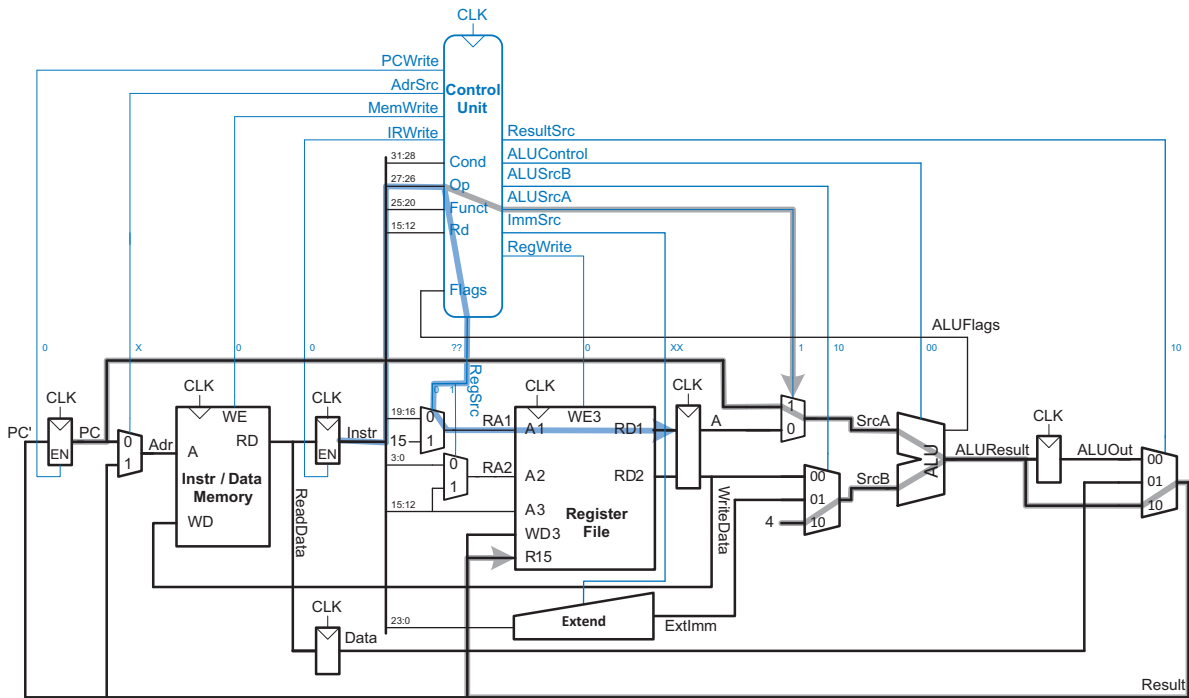 CLK
PCWrite
AdrSrc
MemWrite
IRWrite
Control
Unit
ResultSrc
ALUControl
ALUSrcB
ALUSrcA
ImmSrc
RegWrite
31:28
Cond
27:26
Op
25:20
Funct
15:12
Rd
Flags
ALUFlags
0
X
0
0
??
0
XX
1
10
00
10
RegSrc
CLK
CLK
CLK
CLK
CLK
CLK
PC'
EN
PC
0
1
Adr
WE
A
RD
Instr / Data
Memory
WD
EN
Instr
ReadData
19:16
15
3:0
15:12
0 1
0
1
RA1
0
1
RA2
A1
WE3
RD1
A2
RD2
A3
WD3
R15
Register
File
A
WriteData
1
0
SrcA
00
01
10
4
SrcB
ALU
ALUResult
ALUOut
00
01
10
CLK
Data
23:0
Extend
ExtImm
Result